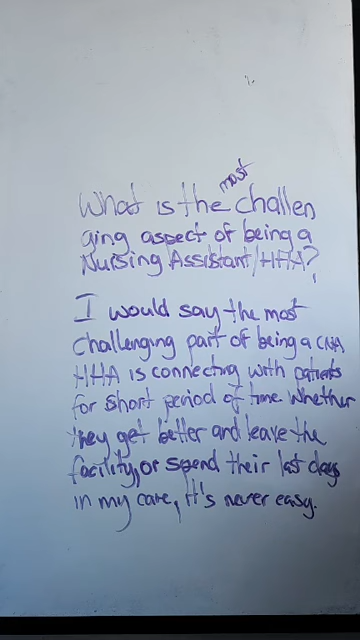 What is the most challen
ging aspect of being a
Nursing Assistant/HHA?
I would say the most
challenging part of being a CNA
HHA is connecting with patients
for short period of time. Whether
they get better and leave the
facility, or spend their last days
in my care, it's never easy.